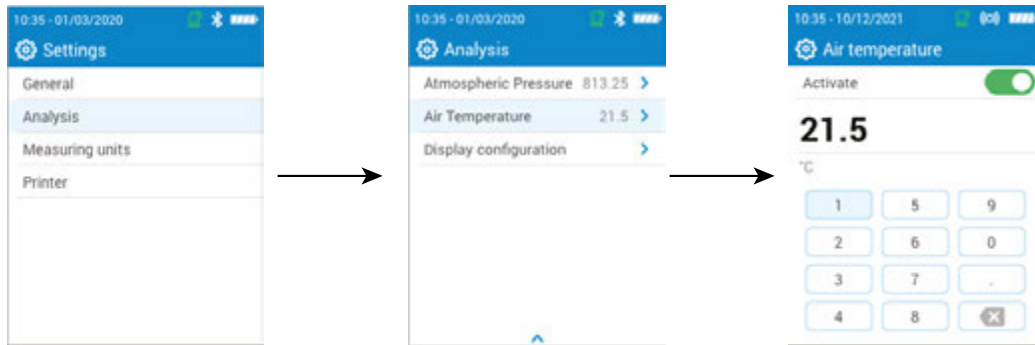 10:35 - 01/03/2020
Settings
General
Analysis
Measuring units
Printer
10:35 - 01/03/2020
Analysis
Atmospheric Pressure 813.25
Air Temperature 21.5
Display configuration
10:35 - 10/12/2021
Air temperature
Activate
21.5
°C
1 5 9
2 6 0
3 7 .
4 8